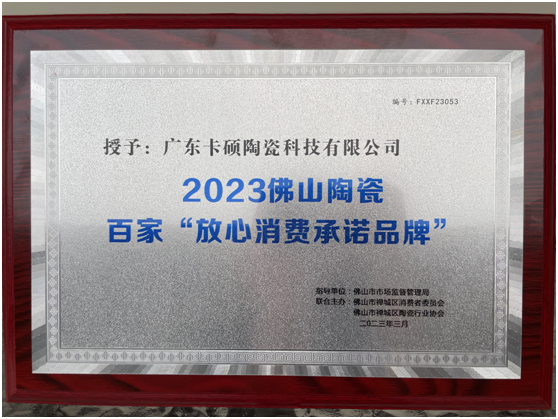 编号：FXXF23053
授予：广东卡硕陶瓷科技有限公司
2023佛山陶瓷
百家“放心消费承诺品牌”
指导单位：佛山市市场监督管理局
联合主办：佛山市禅城区消费者委员会
佛山市禅城区陶瓷行业协会
二〇二三年三月